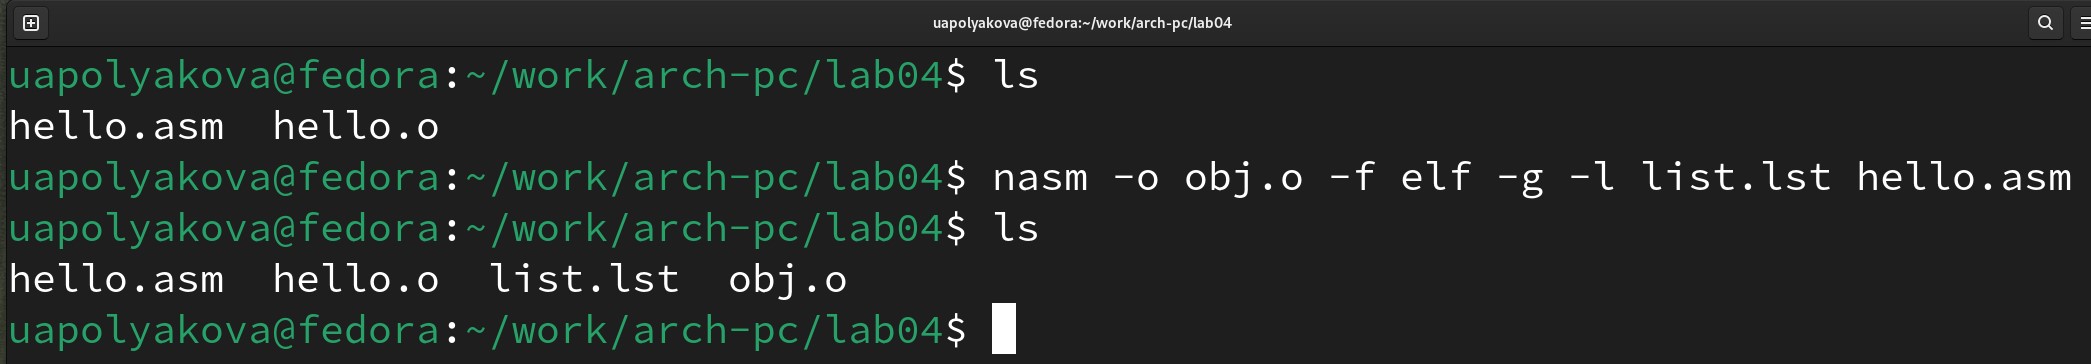 uapolyakova@fedora:~/work/arch-pc/lab04
uapolyakova@fedora:~/work/arch-pc/lab04$ ls
hello.asm  hello.o
uapolyakova@fedora:~/work/arch-pc/lab04$ nasm -o obj.o -f elf -g -l list.lst hello.asm
uapolyakova@fedora:~/work/arch-pc/lab04$ ls
hello.asm  hello.o  list.lst  obj.o
uapolyakova@fedora:~/work/arch-pc/lab04$